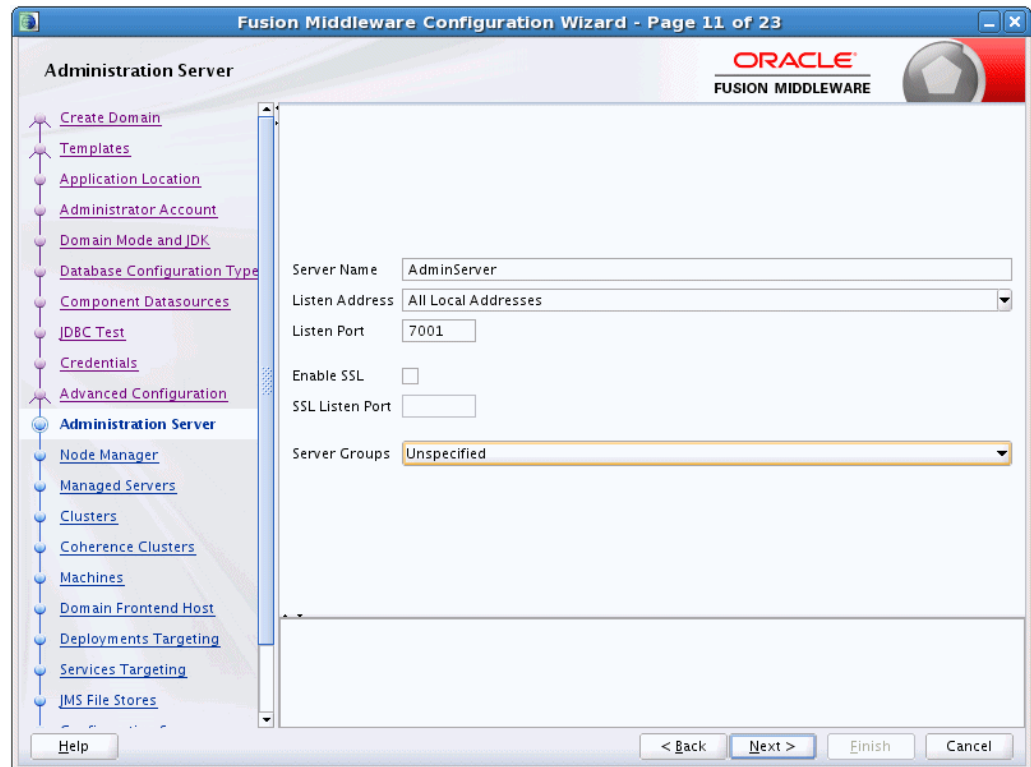 Fusion Middleware Configuration Wizard - Page 11 of 23
Administration Server
ORACLE
FUSION MIDDLEWARE
Create Domain
Templates
Application Location
Administrator Account
Domain Mode and JDK
Database Configuration Type
Component Datasources
JDBC Test
Credentials
Advanced Configuration
Administration Server
Node Manager
Managed Servers
Clusters
Coherence Clusters
Machines
Domain Frontend Host
Deployments Targeting
Services Targeting
JMS File Stores
Server Name AdminServer
Listen Address All Local Addresses
Listen Port 7001
Enable SSL
SSL Listen Port
Server Groups Unspecified
Help
< Back
Next >
Finish
Cancel